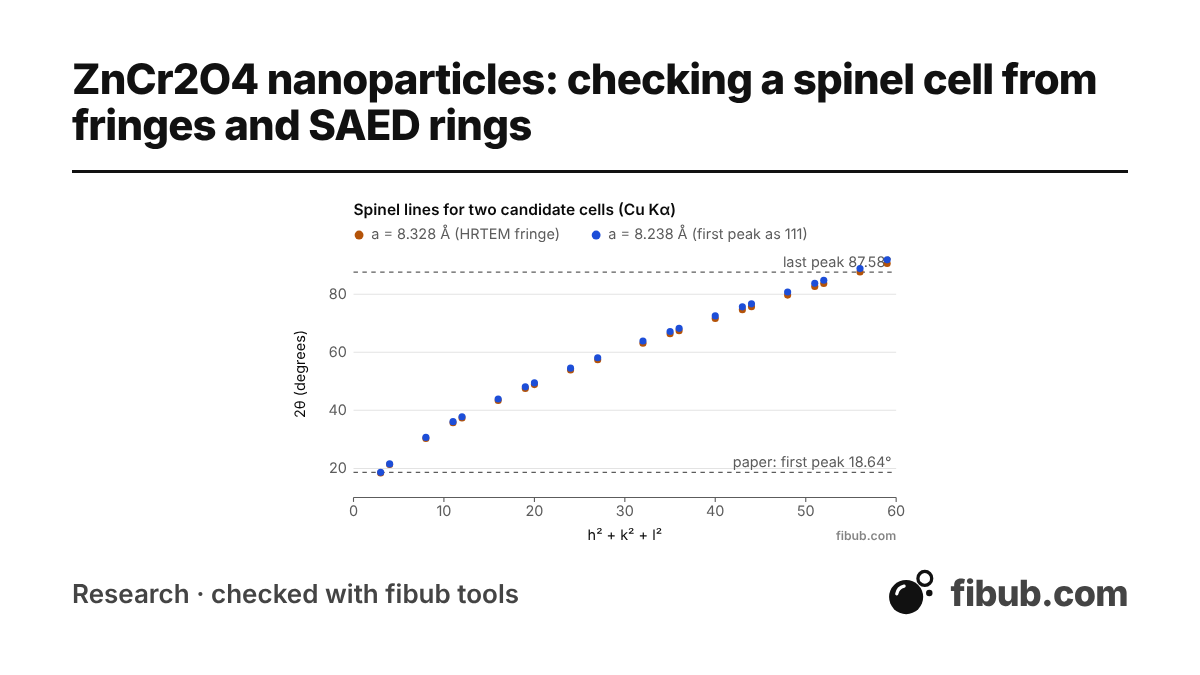 ZnCr2O4 nanoparticles: checking a spinel cell from
fringes and SAED rings
Spinel lines for two candidate cells (Cu Kα)
a = 8.328 Å (HRTEM fringe)
a = 8.238 Å (first peak as 111)
last peak 87.58°
80
60
40
20
2θ (degrees)
paper: first peak 18.64°
0 10 20 30 40 50 60
h² + k² + l²
fibub.com
Research · checked with fibub tools
fibub.com